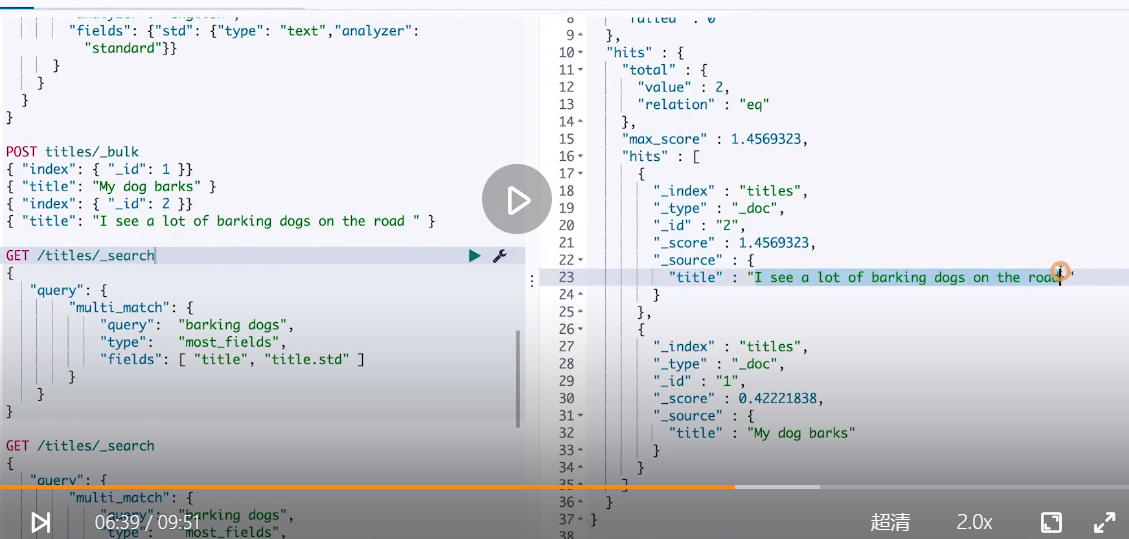 "fields": {"std": {"type": "text","analyzer":
"standard"}}
}
}
}
}
POST titles/_bulk
{ "index": { "_id": 1 }}
{ "title": "My dog barks" }
{ "index": { "_id": 2 }}
{ "title": "I see a lot of barking dogs on the road " }
GET /titles/_search
{
"query": {
"multi_match": {
"query": "barking dogs",
"type": "most_fields",
"fields": [ "title", "title.std" ]
}
}
}
GET /titles/_search
{
"query": {
"multi_match": {
"query": "barking dogs",
"type": "most_fields",
8 "failed" : 0
9 },
10 "hits" : {
11 "total" : {
12 "value" : 2,
13 "relation" : "eq"
14 },
15 "max_score" : 1.4569323,
16 "hits" : [
17 {
18 "_index" : "titles",
19 "_type" : "_doc",
20 "_id" : "2",
21 "_score" : 1.4569323,
22 "_source" : {
23 "title" : "I see a lot of barking dogs on the road "
24 }
25 },
26 {
27 "_index" : "titles",
28 "_type" : "_doc",
29 "_id" : "1",
30 "_score" : 0.42221838,
31 "_source" : {
32 "title" : "My dog barks"
33 }
34 }
35 ]
36 }
37 }
38
06:39 / 09:51
超清
2.0x